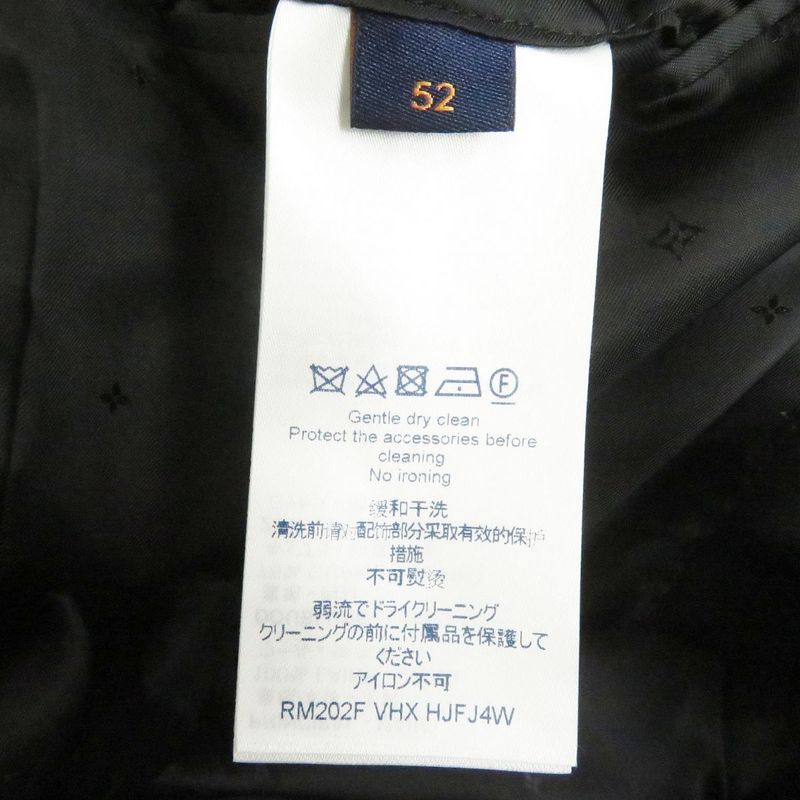 52
F
Gentle dry clean
Protect the accessories before
cleaning
No ironing
缓和干洗
清洗前请对配饰部分采取有效的保护
措施
不可熨烫
弱流でドライクリーニング
クリーニングの前に付属品を保護して
ください
アイロン不可
RM202F VHX HJFJ4W